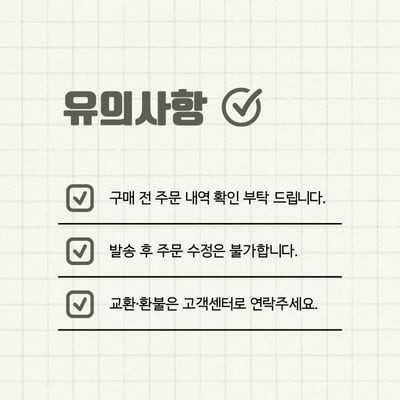 유의사항
구매 전 주문 내역 확인 부탁 드립니다.
발송 후 주문 수정은 불가합니다.
교환·환불은 고객센터로 연락주세요.